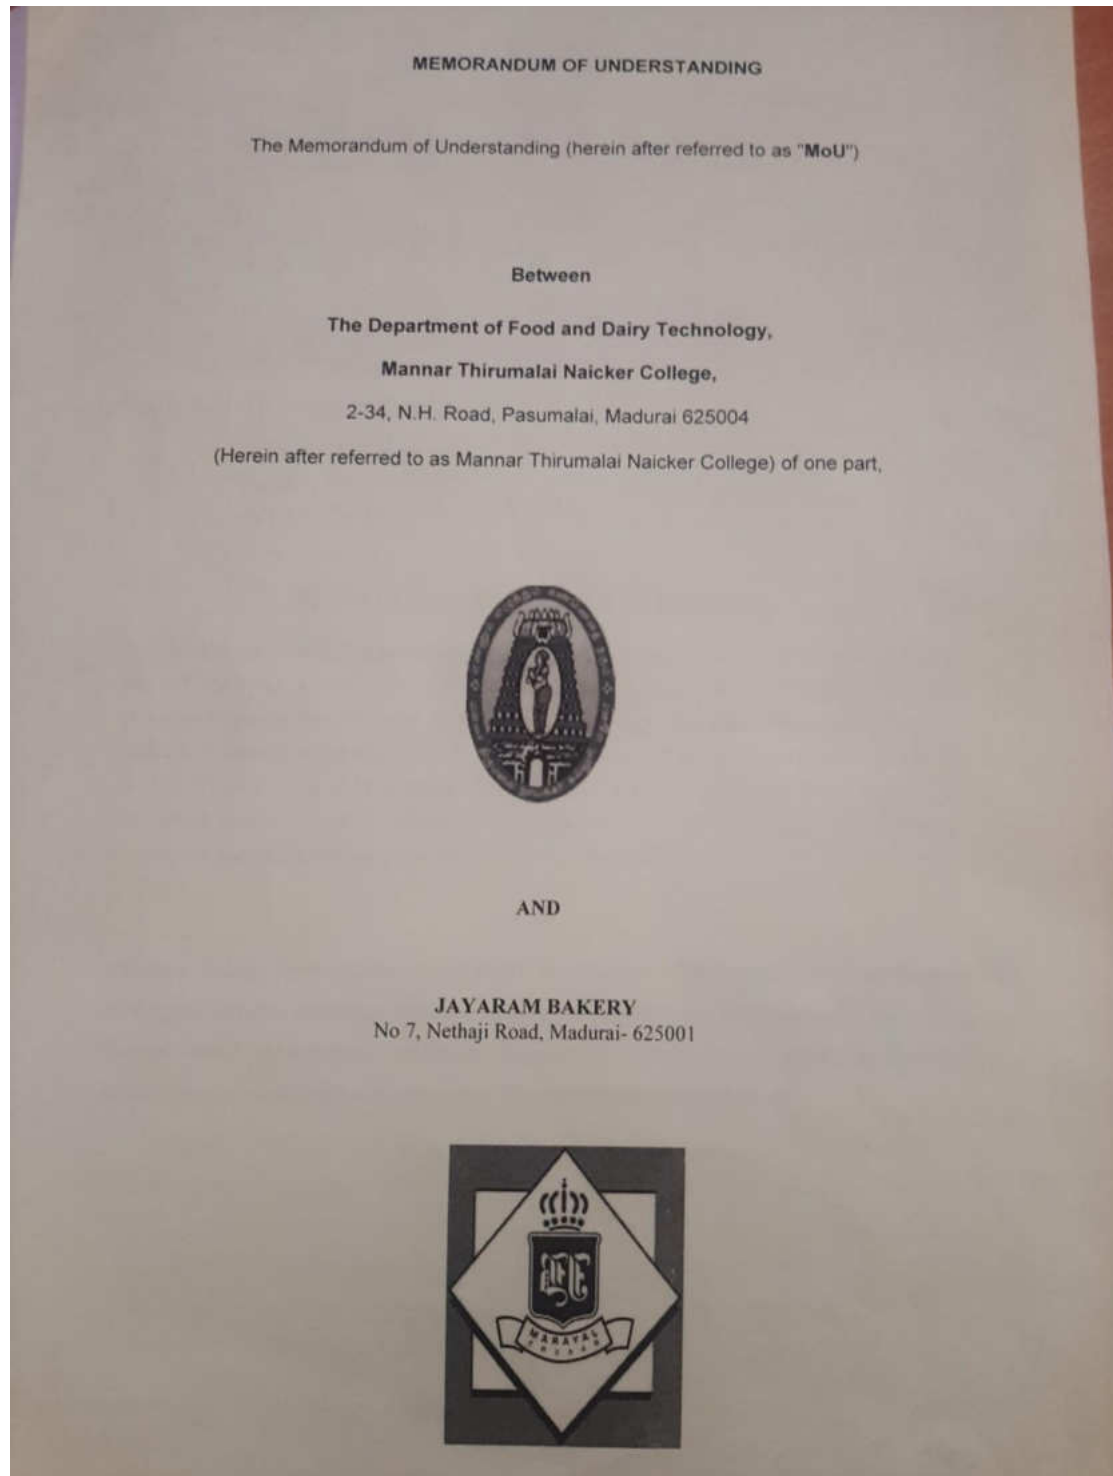 MEMORANDUM OF UNDERSTANDING
The Memorandum of Understanding (herein after referred to as "MoU")
Between
The Department of Food and Dairy Technology,
Mannar Thirumalai Naicker College,
2-34, N.H. Road, Pasumalai, Madurai 625004
(Herein after referred to as Mannar Thirumalai Naicker College) of one part,
AND
JAYARAM BAKERY
No 7, Nethaji Road, Madurai- 625001